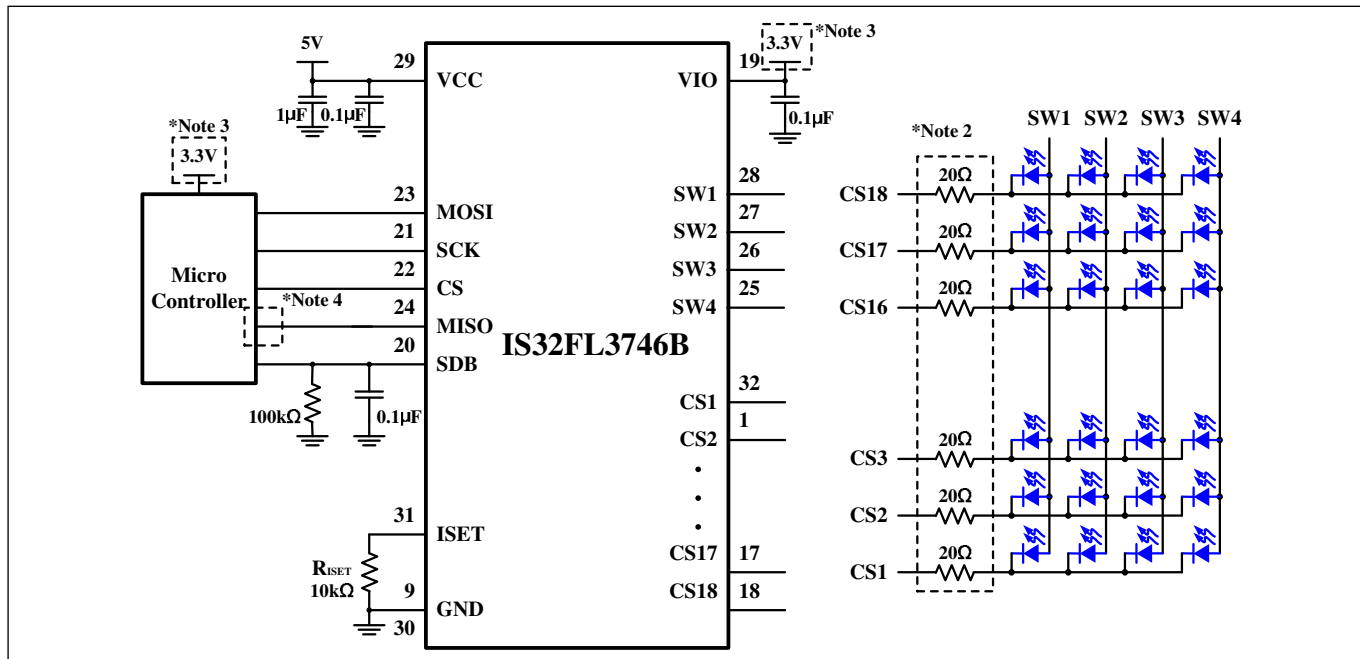 *Note 3
3.3V
Micro
Controller
*Note 4
5V
1µF
0.1µF
29
VCC
23
MOSI
21
SCK
22
CS
24
MISO
20
SDB
100kΩ
0.1µF
31
ISET
RISET
10kΩ
9
GND
30
IS32FL3746B
*Note 3
3.3V
19
VIO
0.1µF
28
SW1
27
SW2
26
SW3
25
SW4
32
CS1
1
CS2
CS17
17
CS18
18
*Note 2
SW1 SW2 SW3 SW4
CS18 20Ω
CS17 20Ω
CS16 20Ω
CS3 20Ω
CS2 20Ω
CS1 20Ω